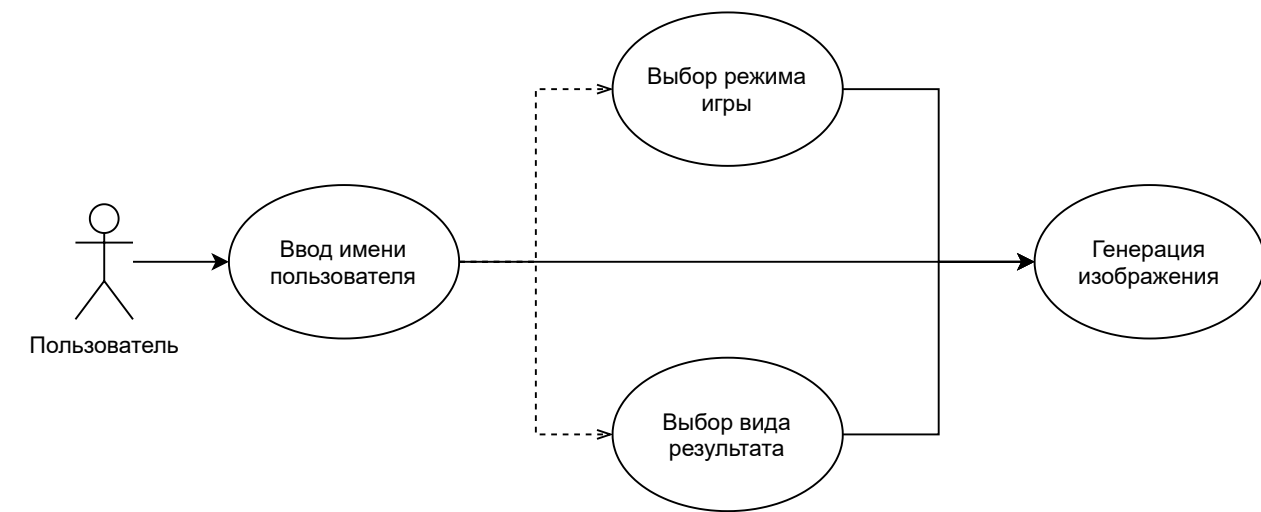 Выбор режима
игры
Ввод имени
пользователя
Генерация
изображения
Пользователь
Выбор вида
результата